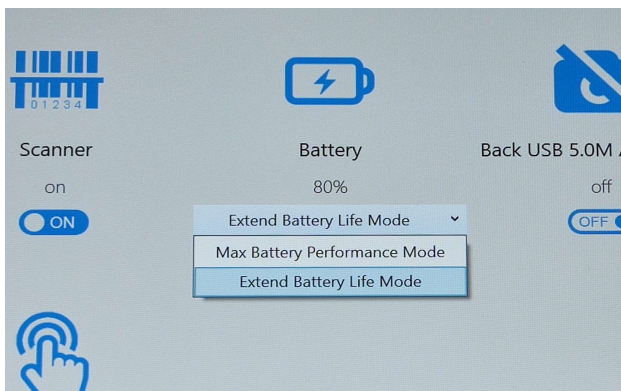 01234
Scanner
on
ON
Battery
80%
Extend Battery Life Mode
Max Battery Performance Mode
Extend Battery Life Mode
Back USB 5.0M
off
OFF